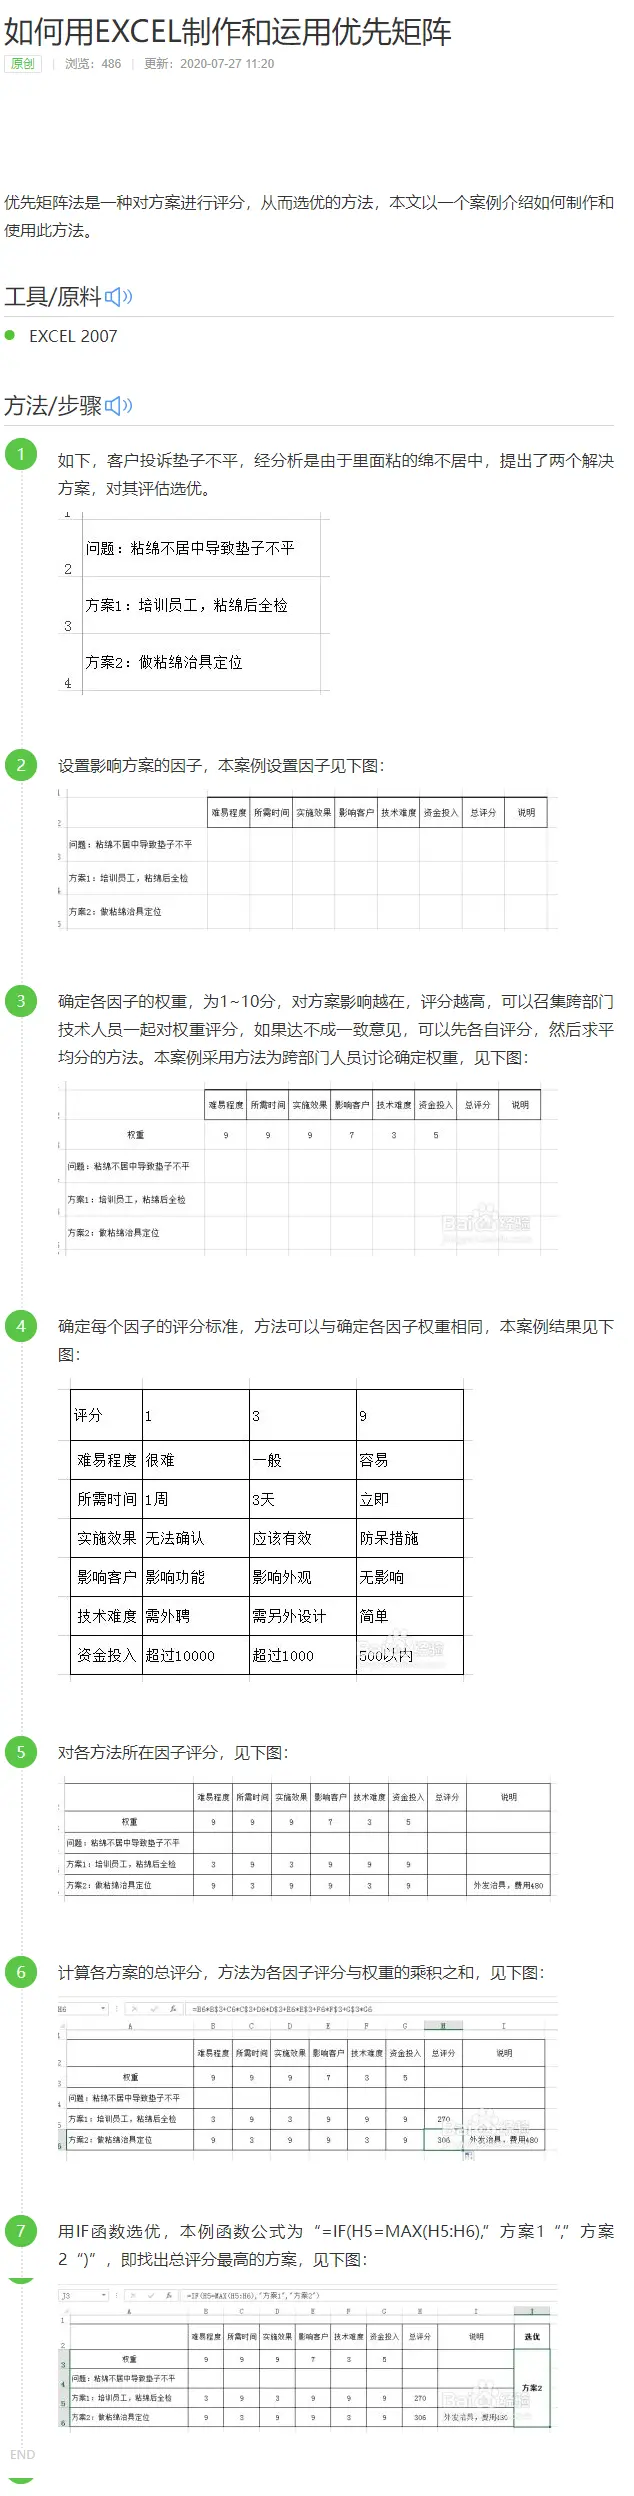 如何用EXCEL制作和运用优先矩阵
原创 | 浏览：486 | 更新：2020-07-27 11:20
优先矩阵法是一种对方案进行评分，从而选优的方法，本文以一个案例介绍如何制作和
使用此方法。
工具/原料
EXCEL 2007
方法/步骤
1
如下，客户投诉垫子不平，经分析是由于里面粘的绵不居中，提出了两个解决
方案，对其评估选优。
1
2 问题：粘绵不居中导致垫子不平
3 方案1：培训员工，粘绵后全检
4 方案2：做粘绵治具定位
2
设置影响方案的因子，本案例设置因子见下图：
难易程度 所需时间 实施效果 影响客户 技术难度 资金投入 总评分 说明
问题：粘绵不居中导致垫子不平
方案1：培训员工，粘绵后全检
方案2：做粘绵治具定位
3
确定各因子的权重，为1~10分，对方案影响越在，评分越高，可以召集跨部门
技术人员一起对权重评分，如果达不成一致意见，可以先各自评分，然后求平
均分的方法。本案例采用方法为跨部门人员讨论确定权重，见下图：
难易程度 所需时间 实施效果 影响客户 技术难度 资金投入 总评分 说明
权重 9 9 9 7 3 5
问题：粘绵不居中导致垫子不平
方案1：培训员工，粘绵后全检
方案2：做粘绵治具定位
Bai 经验
4
确定每个因子的评分标准，方法可以与确定各因子权重相同，本案例结果见下
图：
评分 1 3 9
难易程度 很难 一般 容易
所需时间 1周 3天 立即
实施效果 无法确认 应该有效 防呆措施
影响客户 影响功能 影响外观 无影响
技术难度 需外聘 需另外设计 简单
资金投入 超过10000 超过1000 500以内
5
对各方法所在因子评分，见下图：
难易程度 所需时间 实施效果 影响客户 技术难度 资金投入 总评分 说明
权重 9 9 9 7 3 5
问题：粘绵不居中导致垫子不平
方案1：培训员工，粘绵后全检 3 9 3 9 9 9
方案2：做粘绵治具定位 9 3 9 9 3 9 外发治具，费用480
6
计算各方案的总评分，方法为各因子评分与权重的乘积之和，见下图：
H6 fx =B6*B$3+C6*C$3+D6*D$3+E6*E$3+F6*F$3+G$3*G6
A B C D E F G H I
难易程度 所需时间 实施效果 影响客户 技术难度 资金投入 总评分 说明
权重 9 9 9 7 3 5
问题：粘绵不居中导致垫子不平
方案1：培训员工，粘绵后全检 3 9 3 9 9 9 270
方案2：做粘绵治具定位 9 3 9 9 3 9 306 外发治具，费用480
7
用IF函数选优，本例函数公式为“=IF(H5=MAX(H5:H6),”方案1“,”方案
2“)”，即找出总评分最高的方案，见下图：
J3 fx =IF(H5=MAX(H5:H6),"方案1","方案2")
A B C D E F G H I J
1
2 难易程度 所需时间 实施效果 影响客户 技术难度 资金投入 总评分 说明 选优
3 权重 9 9 9 7 3 5
4 问题：粘绵不居中导致垫子不平 方案2
5 方案1：培训员工，粘绵后全检 3 9 3 9 9 9 270
6 方案2：做粘绵治具定位 9 3 9 9 3 9 306 外发治具，费用480
END